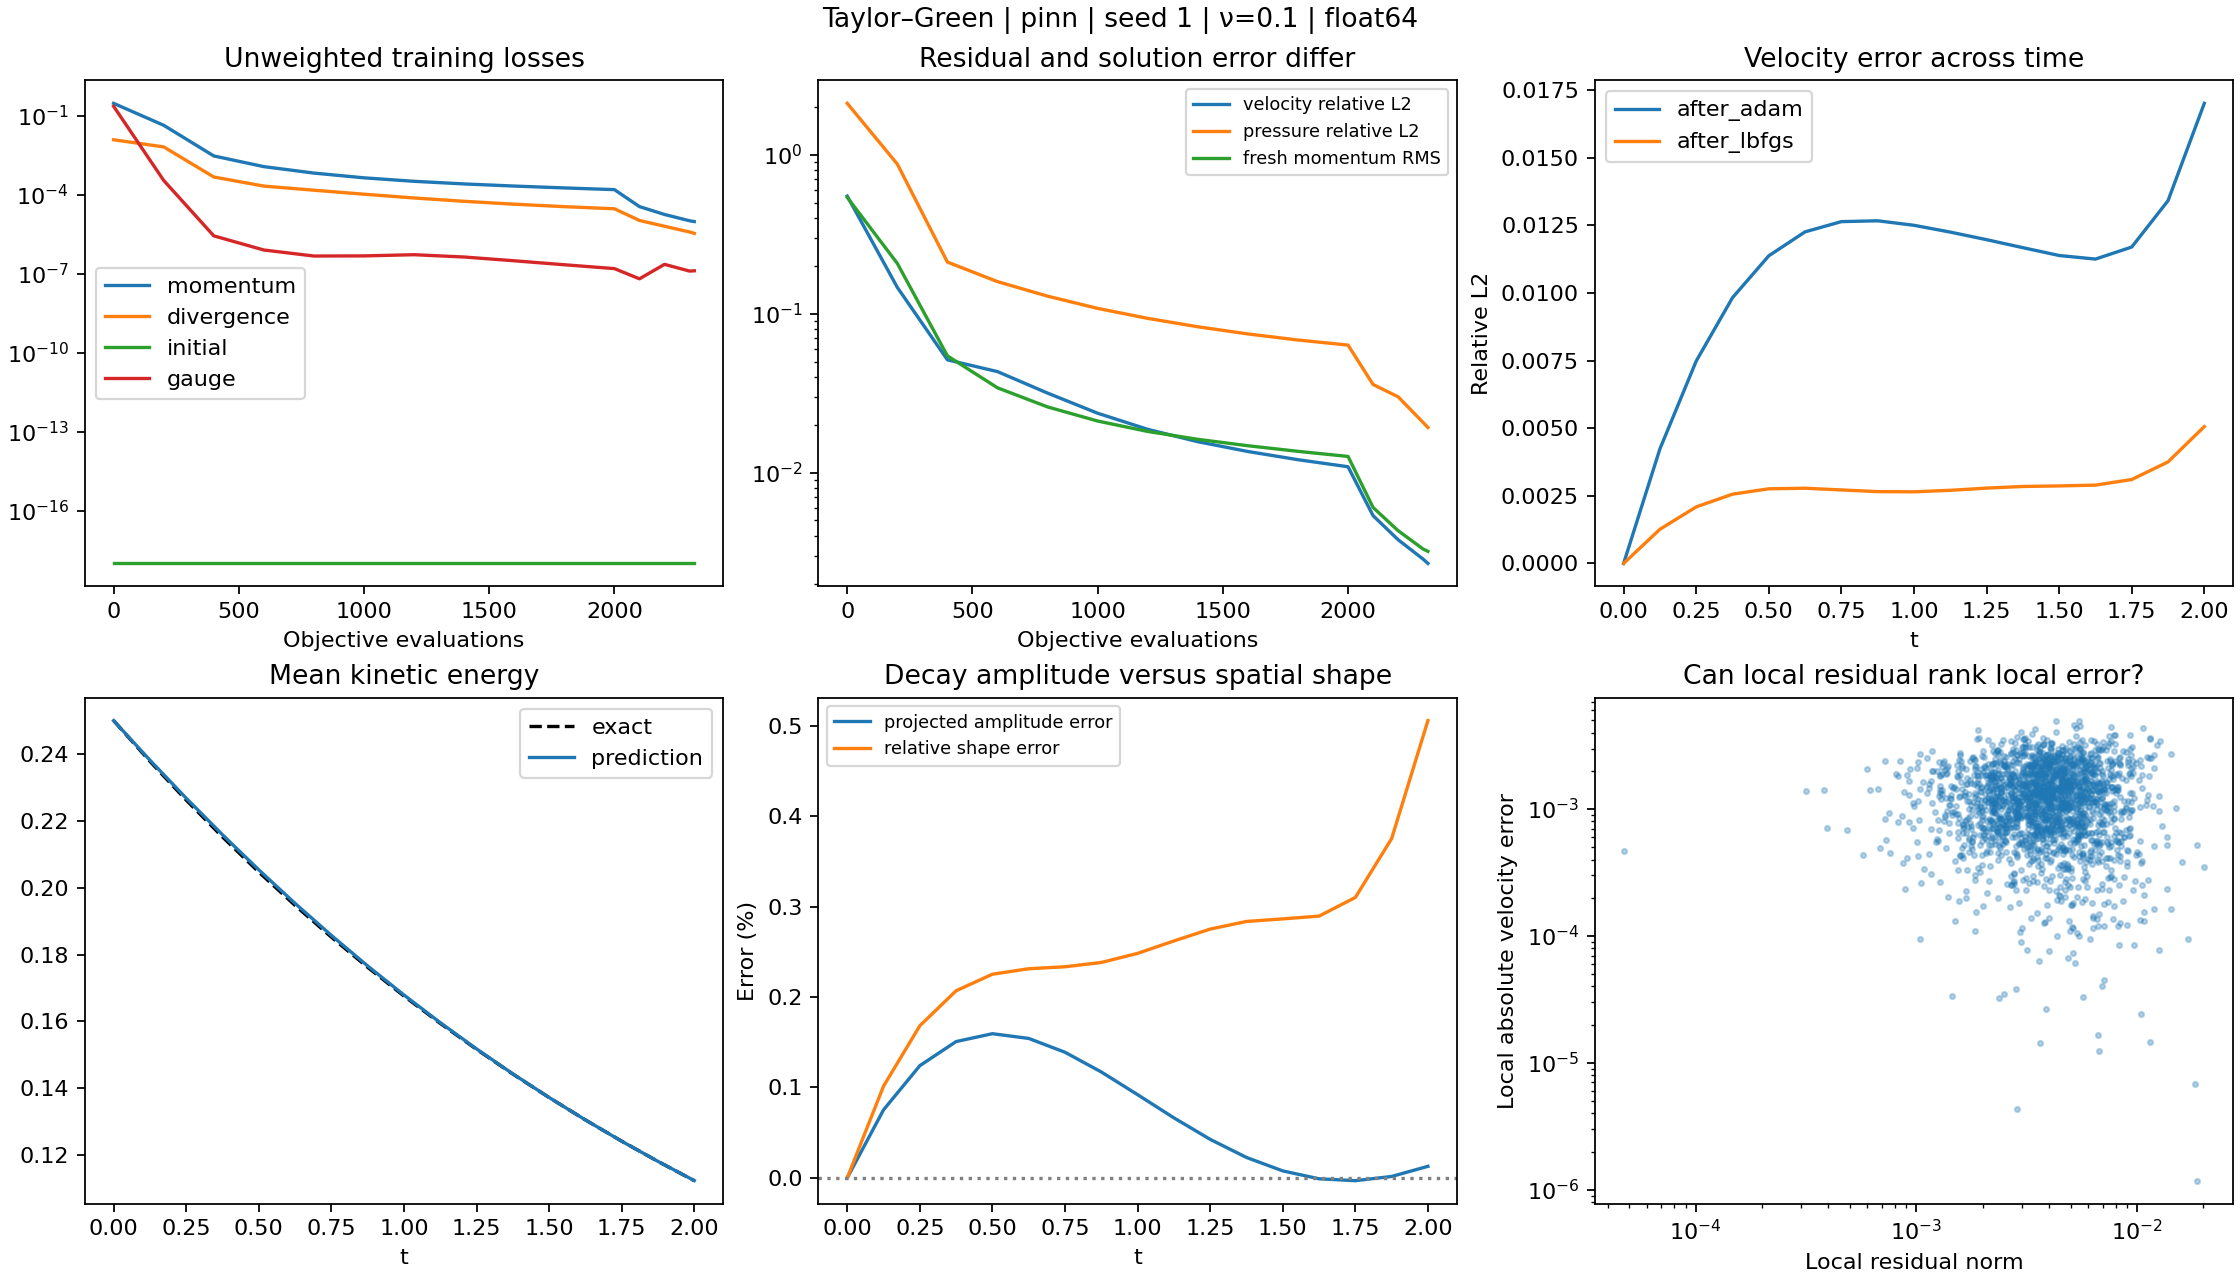 Taylor–Green | pinn | seed 1 | ν=0.1 | float64
Unweighted training losses
10⁻¹
10⁻⁴
10⁻⁷
10⁻¹⁰
10⁻¹³
10⁻¹⁶
momentum
divergence
initial
gauge
0 500 1000 1500 2000
Objective evaluations
Residual and solution error differ
10⁰
10⁻¹
10⁻²
velocity relative L2
pressure relative L2
fresh momentum RMS
0 500 1000 1500 2000
Objective evaluations
Velocity error across time
Relative L2
0.0175
0.0150
0.0125
0.0100
0.0075
0.0050
0.0025
0.0000
after_adam
after_lbfgs
0.00 0.25 0.50 0.75 1.00 1.25 1.50 1.75 2.00
t
Mean kinetic energy
0.24
0.22
0.20
0.18
0.16
0.14
0.12
exact
prediction
0.00 0.25 0.50 0.75 1.00 1.25 1.50 1.75 2.00
t
Decay amplitude versus spatial shape
Error (%)
0.5
0.4
0.3
0.2
0.1
0.0
projected amplitude error
relative shape error
0.00 0.25 0.50 0.75 1.00 1.25 1.50 1.75 2.00
t
Can local residual rank local error?
Local absolute velocity error
10⁻³
10⁻⁴
10⁻⁵
10⁻⁶
10⁻⁴ 10⁻³ 10⁻²
Local residual norm